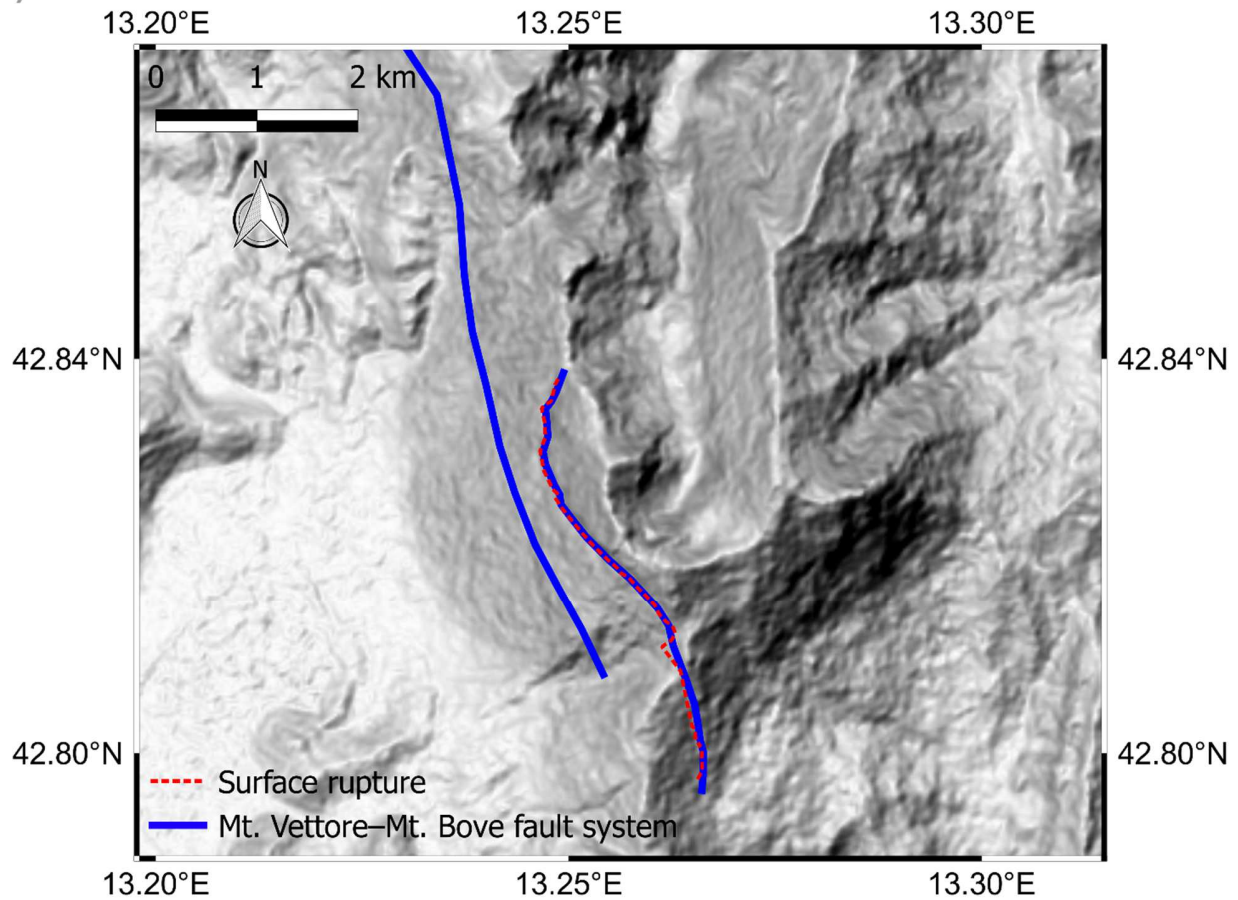 13.20°E 13.25°E 13.30°E
0 1 2 km
N
42.84°N 42.84°N
42.80°N 42.80°N
Surface rupture
Mt. Vettore–Mt. Bove fault system
13.20°E 13.25°E 13.30°E